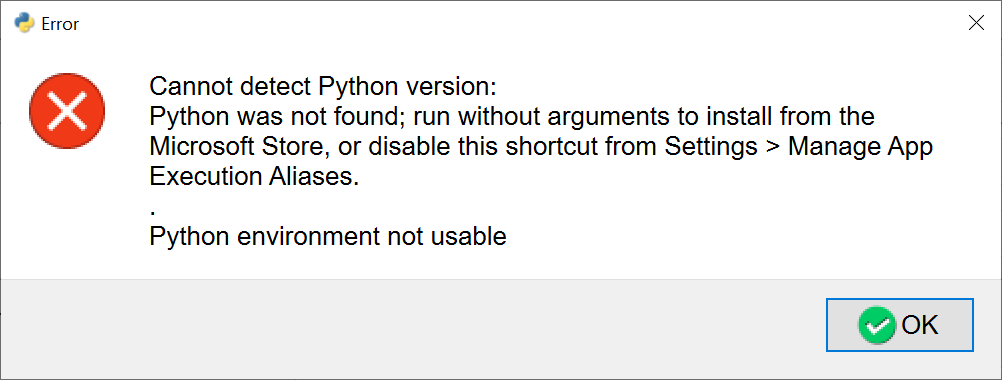 Error
Cannot detect Python version:
Python was not found; run without arguments to install from the
Microsoft Store, or disable this shortcut from Settings > Manage App
Execution Aliases.
.
Python environment not usable
OK